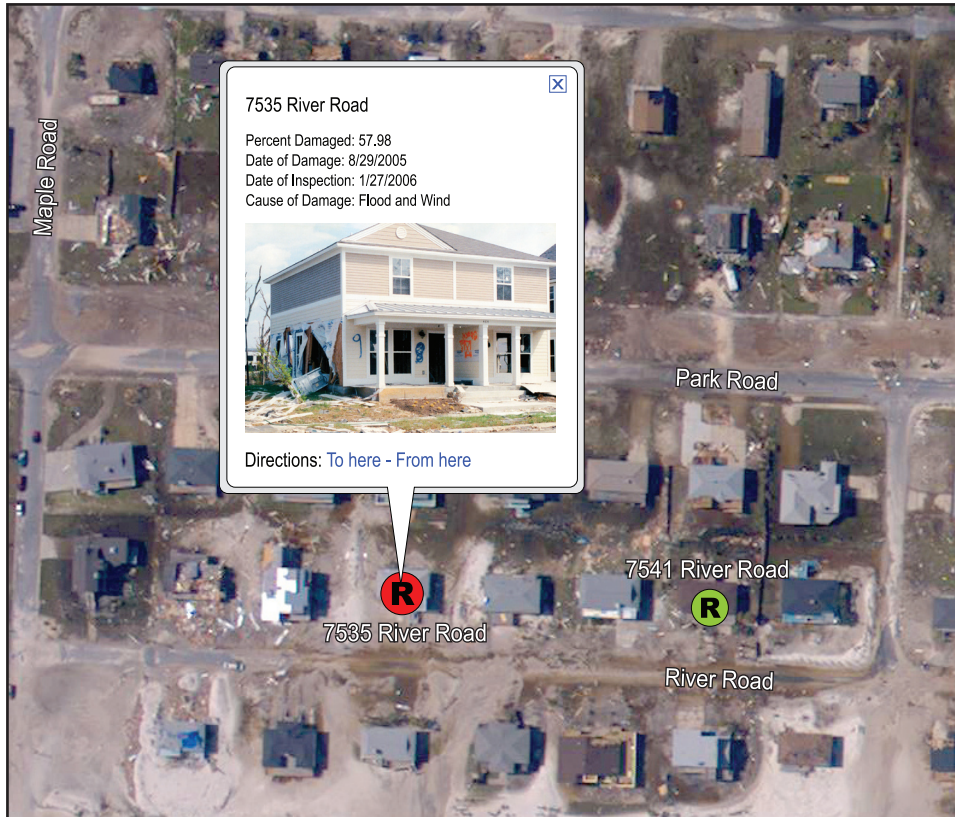 7535 River Road
Percent Damaged: 57.98
Date of Damage: 8/29/2005
Date of Inspection: 1/27/2006
Cause of Damage: Flood and Wind
Directions: To here - From here
Maple Road
Park Road
7541 River Road
R
R
7535 River Road
River Road